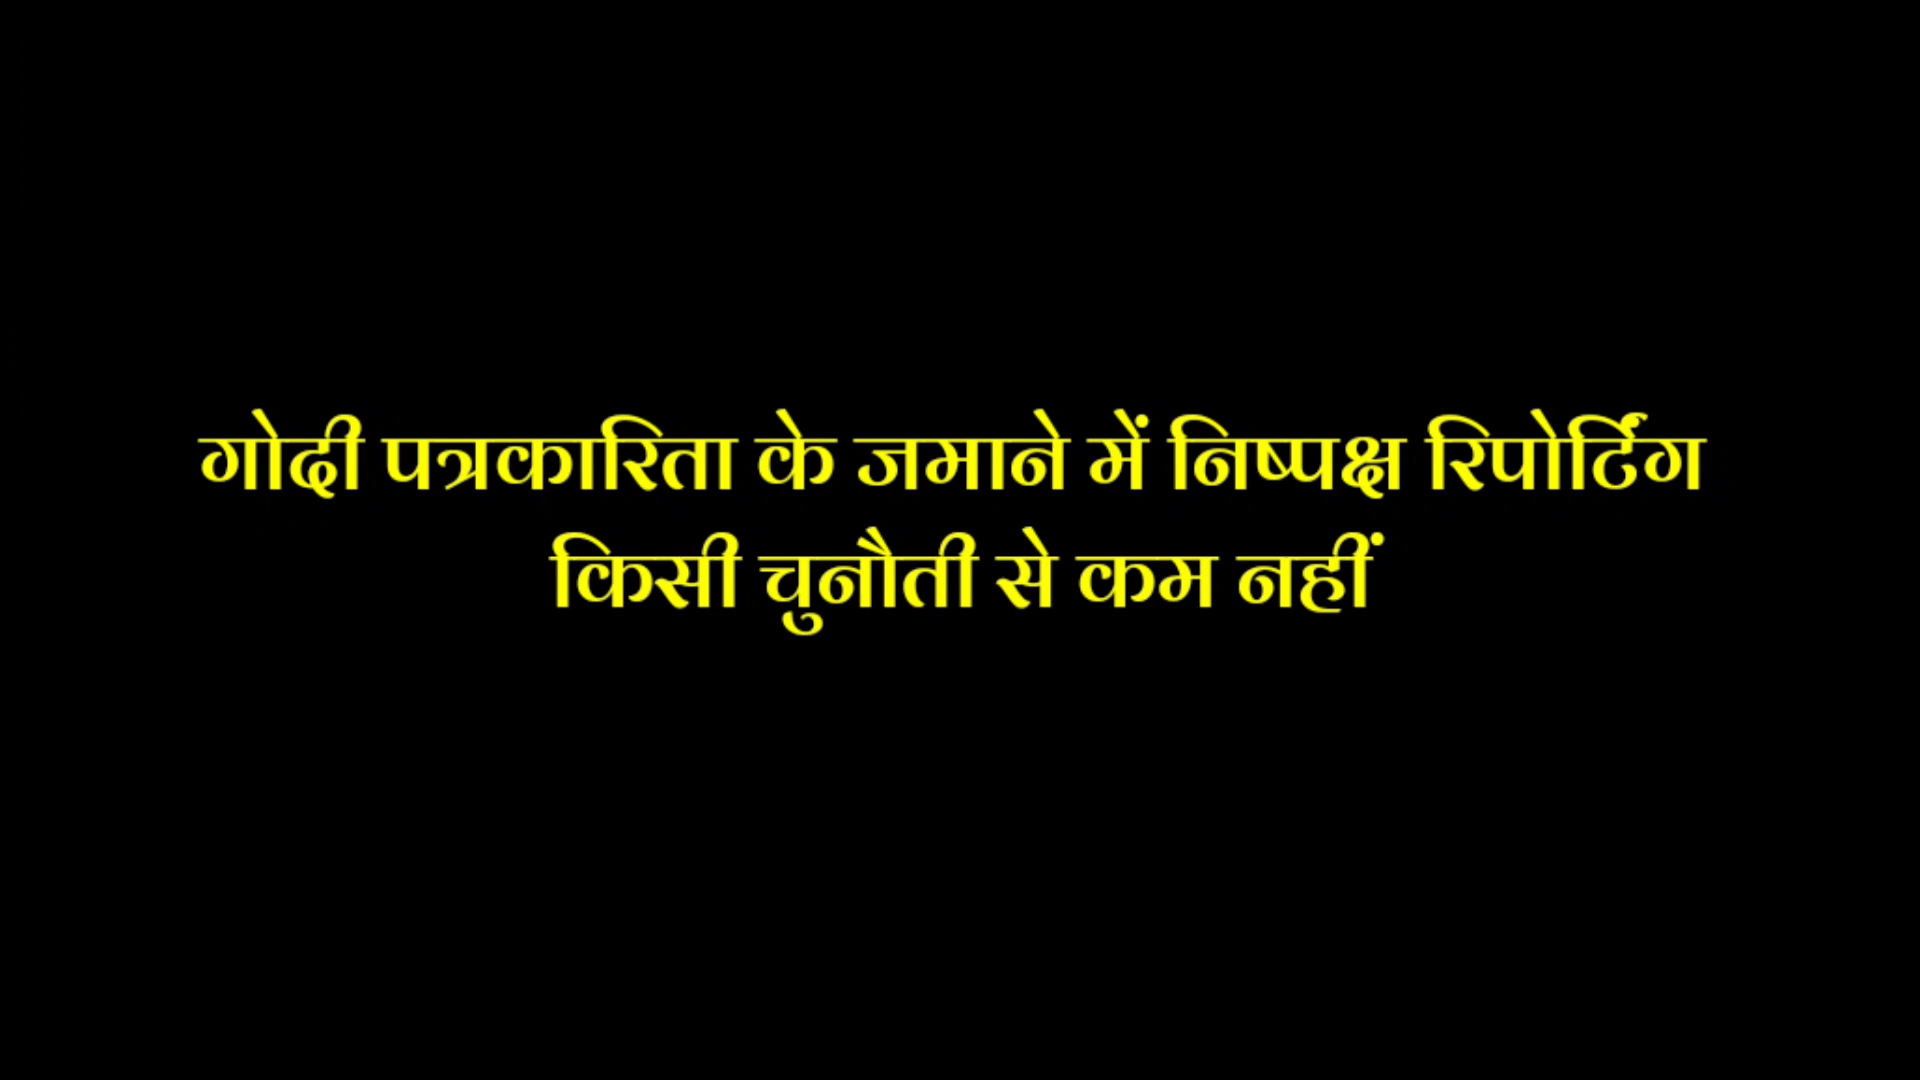 गोदी पत्रकारिता के जमाने में निष्पक्ष रिपोर्टिंग
किसी चुनौती से कम नहीं